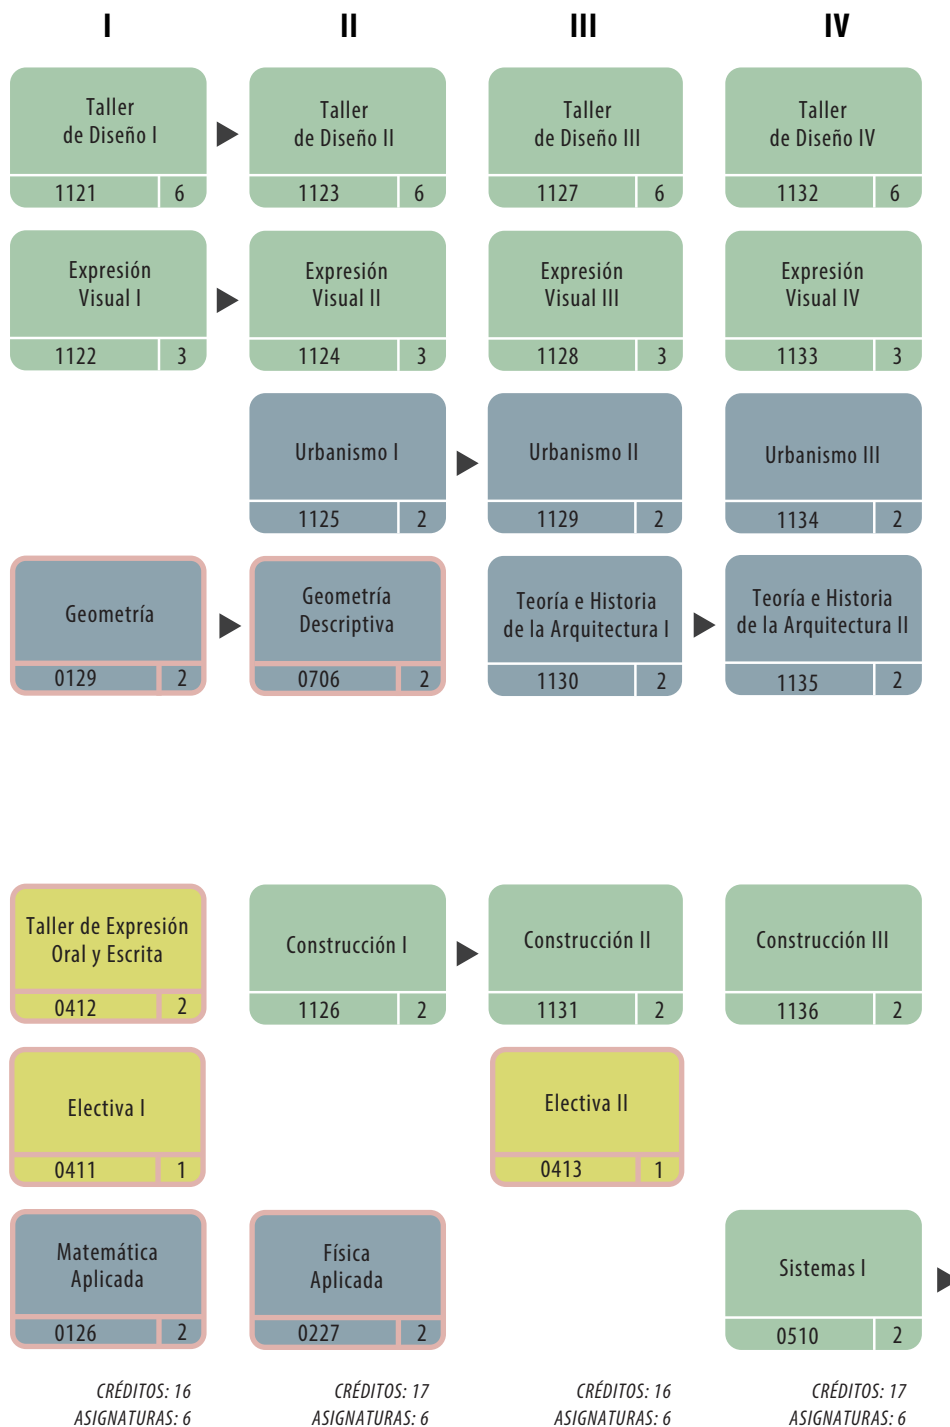 I II III IV
Taller
de Diseño I
1121 6
Taller
de Diseño II
1123 6
Taller
de Diseño III
1127 6
Taller
de Diseño IV
1132 6
Expresión
Visual I
1122 3
Expresión
Visual II
1124 3
Expresión
Visual III
1128 3
Expresión
Visual IV
1133 3
Urbanismo I
1125 2
Urbanismo II
1129 2
Urbanismo III
1134 2
Geometría
0129 2
Geometría
Descriptiva
0706 2
Teoría e Historia
de la Arquitectura I
1130 2
Teoría e Historia
de la Arquitectura II
1135 2
Taller de Expresión
Oral y Escrita
0412 2
Construcción I
1126 2
Construcción II
1131 2
Construcción III
1136 2
Electiva I
0411 1
Electiva II
0413 1
Matemática
Aplicada
0126 2
Física
Aplicada
0227 2
Sistemas I
0510 2
CRÉDITOS: 16
ASIGNATURAS: 6
CRÉDITOS: 17
ASIGNATURAS: 6
CRÉDITOS: 16
ASIGNATURAS: 6
CRÉDITOS: 17
ASIGNATURAS: 6